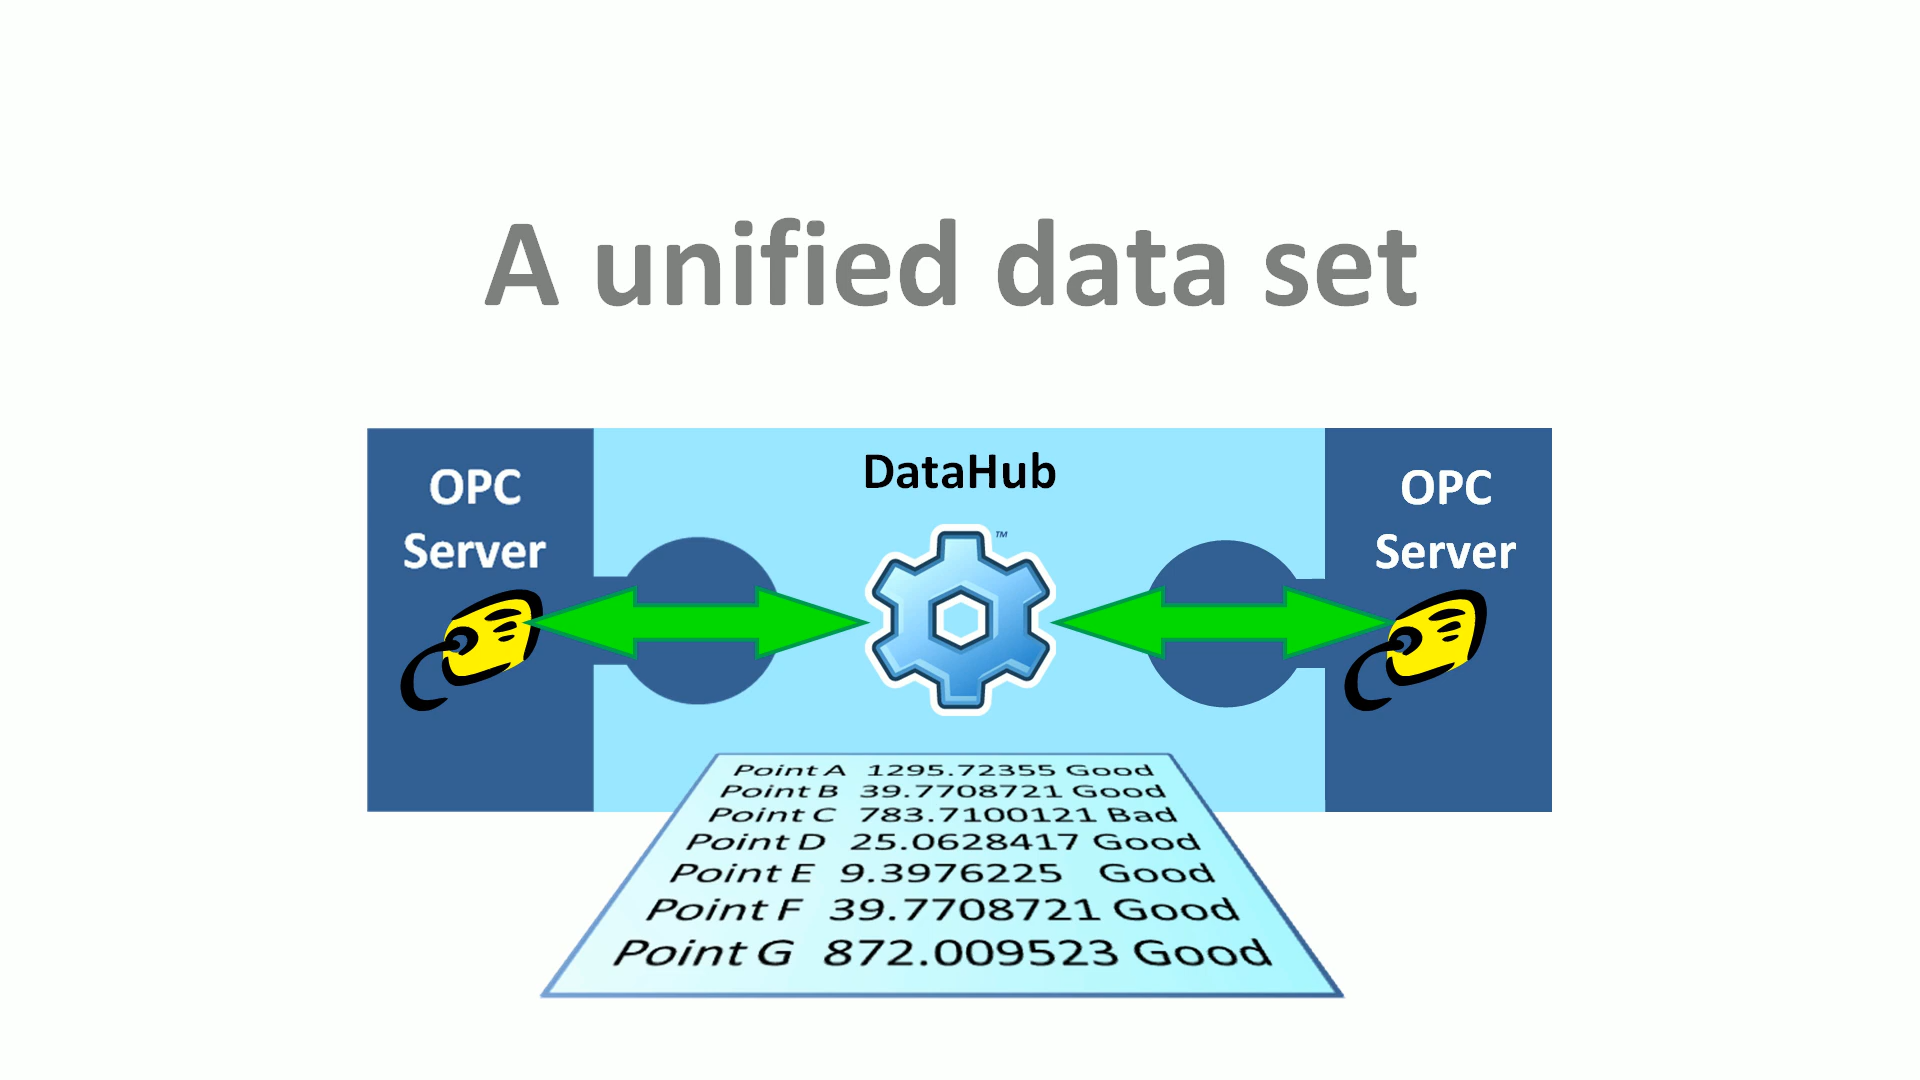 A unified data set
DataHub
OPC
Server
™
OPC
Server
Point A 1295.72355 Good
Point B 39.7708721 Good
Point C 783.7100121 Bad
Point D 25.0628417 Good
Point E 9.3976225 Good
Point F 39.7708721 Good
Point G 872.009523 Good